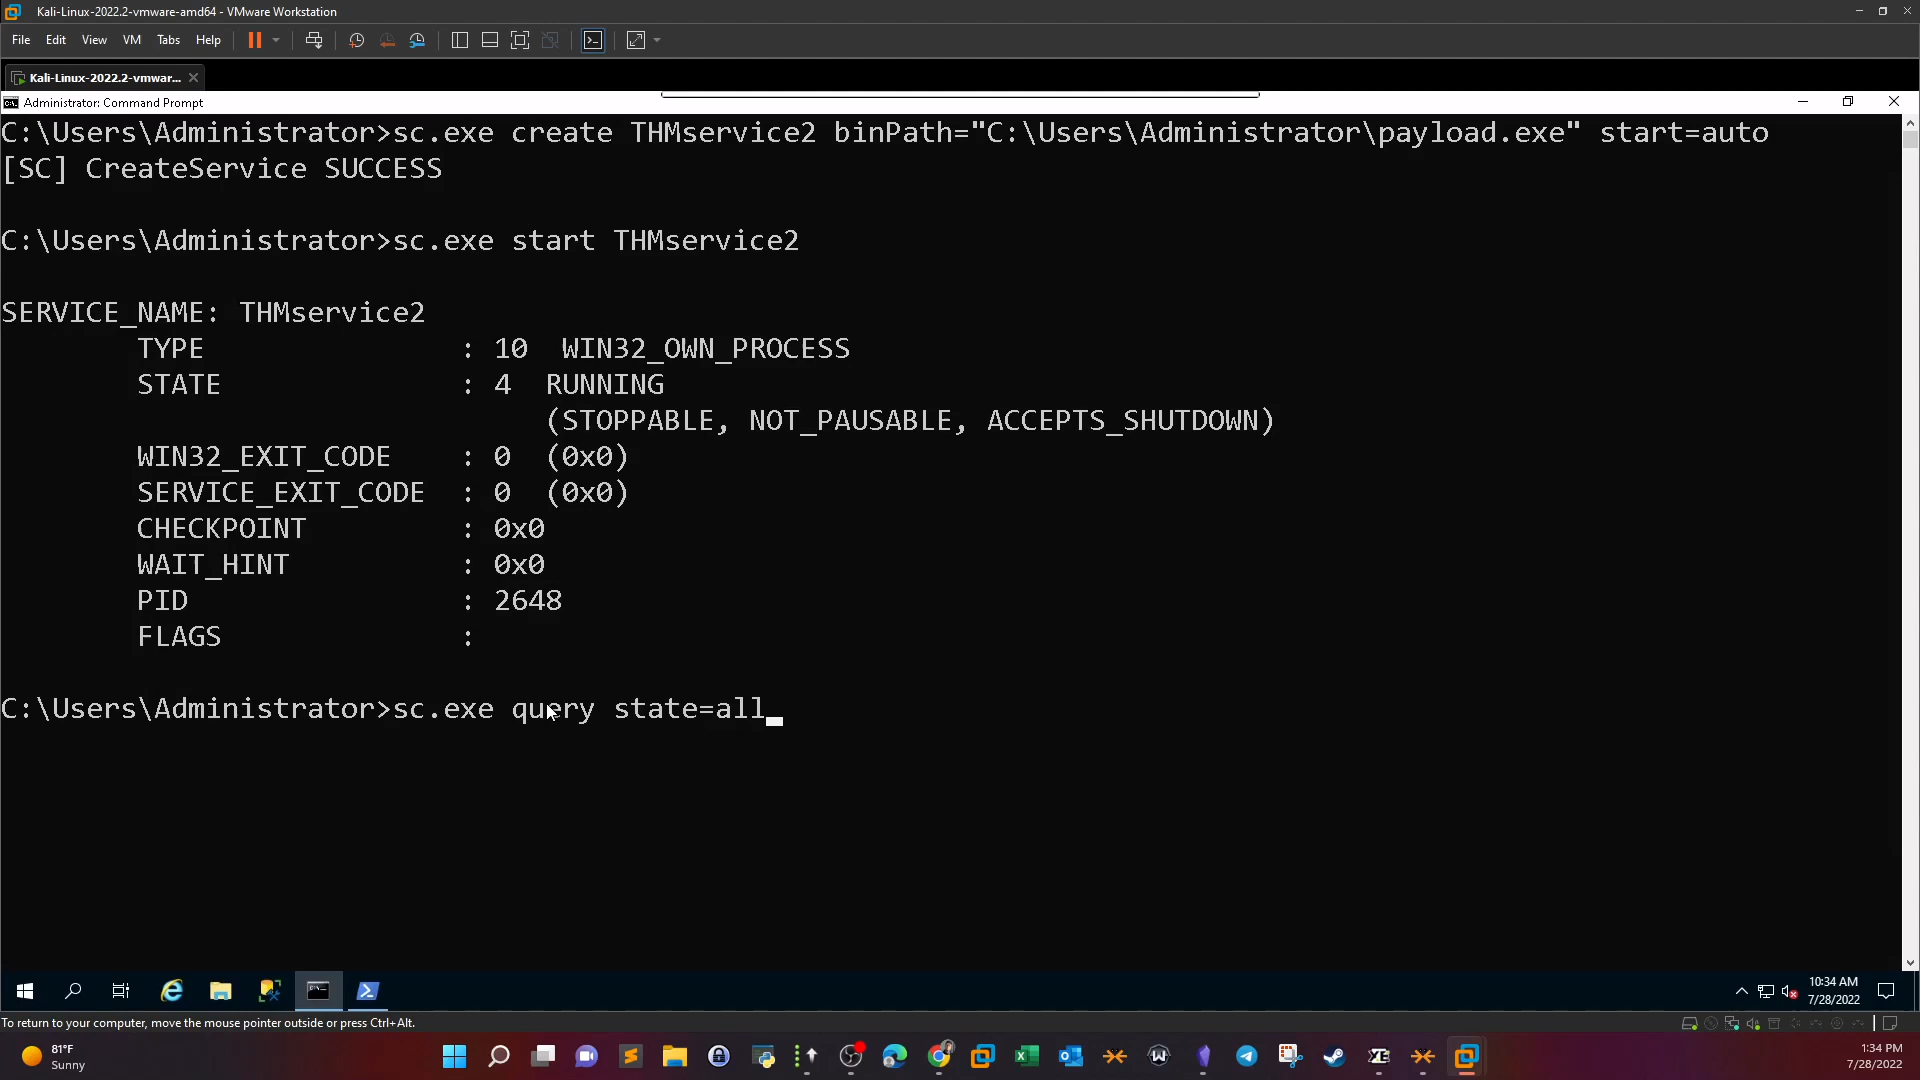 Kali-Linux-2022.2-vmware-amd64 - VMware Workstation
File Edit View VM Tabs Help
Kali-Linux-2022.2-vmwar...
Administrator: Command Prompt
C:\Users\Administrator>sc.exe create THMservice2 binPath="C:\Users\Administrator\payload.exe" start=auto
[SC] CreateService SUCCESS
C:\Users\Administrator>sc.exe start THMservice2
SERVICE_NAME: THMservice2
TYPE : 10 WIN32_OWN_PROCESS
STATE : 4 RUNNING
(STOPPABLE, NOT_PAUSABLE, ACCEPTS_SHUTDOWN)
WIN32_EXIT_CODE : 0 (0x0)
SERVICE_EXIT_CODE : 0 (0x0)
CHECKPOINT : 0x0
WAIT_HINT : 0x0
PID : 2648
FLAGS :
C:\Users\Administrator>sc.exe query state=all_
10:34 AM
7/28/2022
To return to your computer, move the mouse pointer outside or press Ctrl+Alt.
81°F
Sunny
1:34 PM
7/28/2022